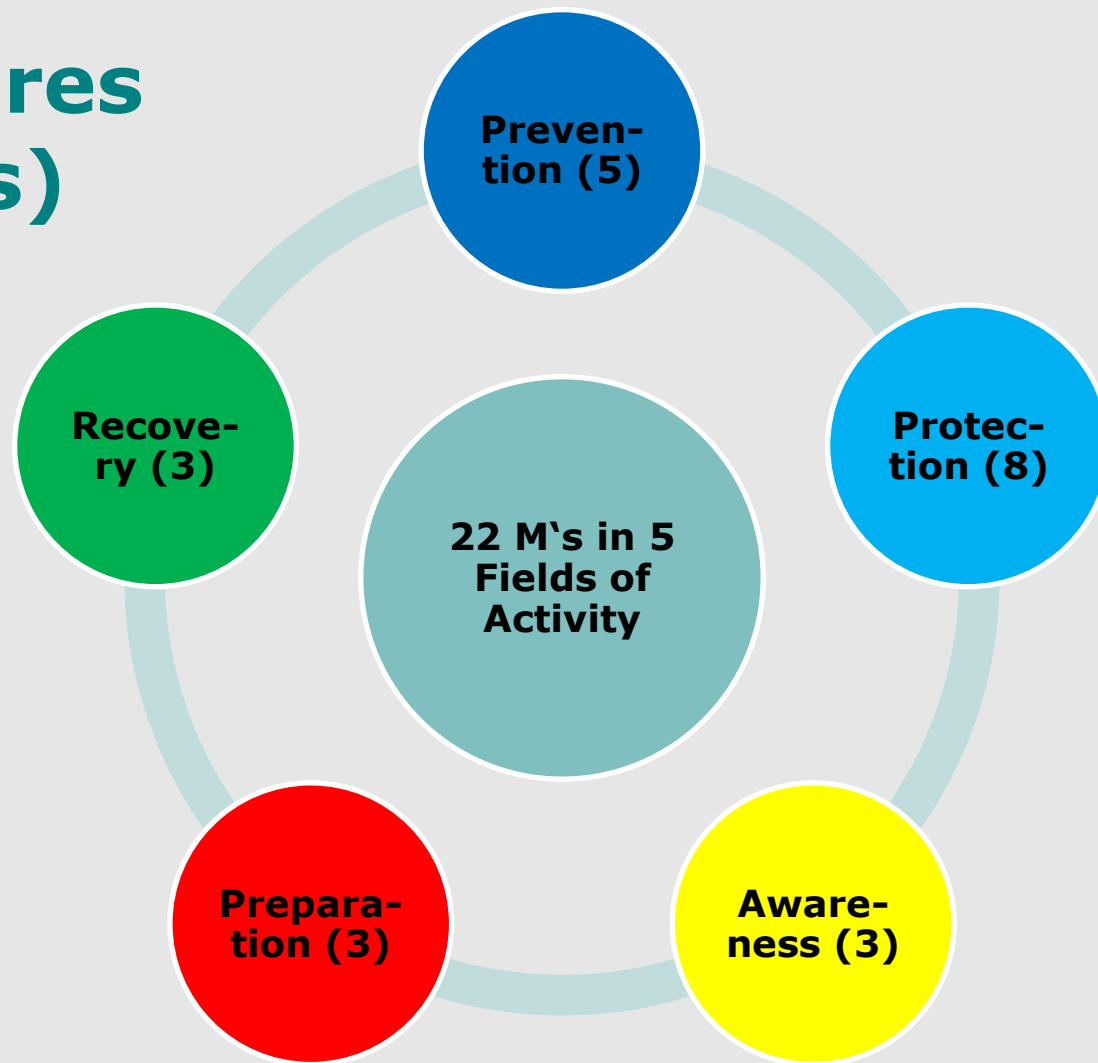 res
s)
Preven-
tion (5)
Protec-
tion (8)
Aware-
ness (3)
Prepara-
tion (3)
Recove-
ry (3)
22 M‘s in 5
Fields of
Activity